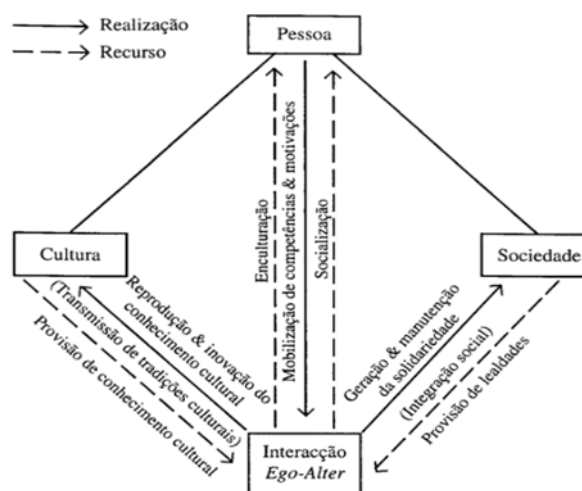 Realização
Recurso
Pessoa
Enculturação
Mobilização de competências & motivações
Socialização
Cultura
Sociedade
Reprodução & inovação do
conhecimento cultural
(Transmissão de tradições culturais)
Provisão de conhecimento cultural
Geração & manutenção
da solidariedade
(Integração social)
Provisão de lealdades
Interacção
Ego-Alter